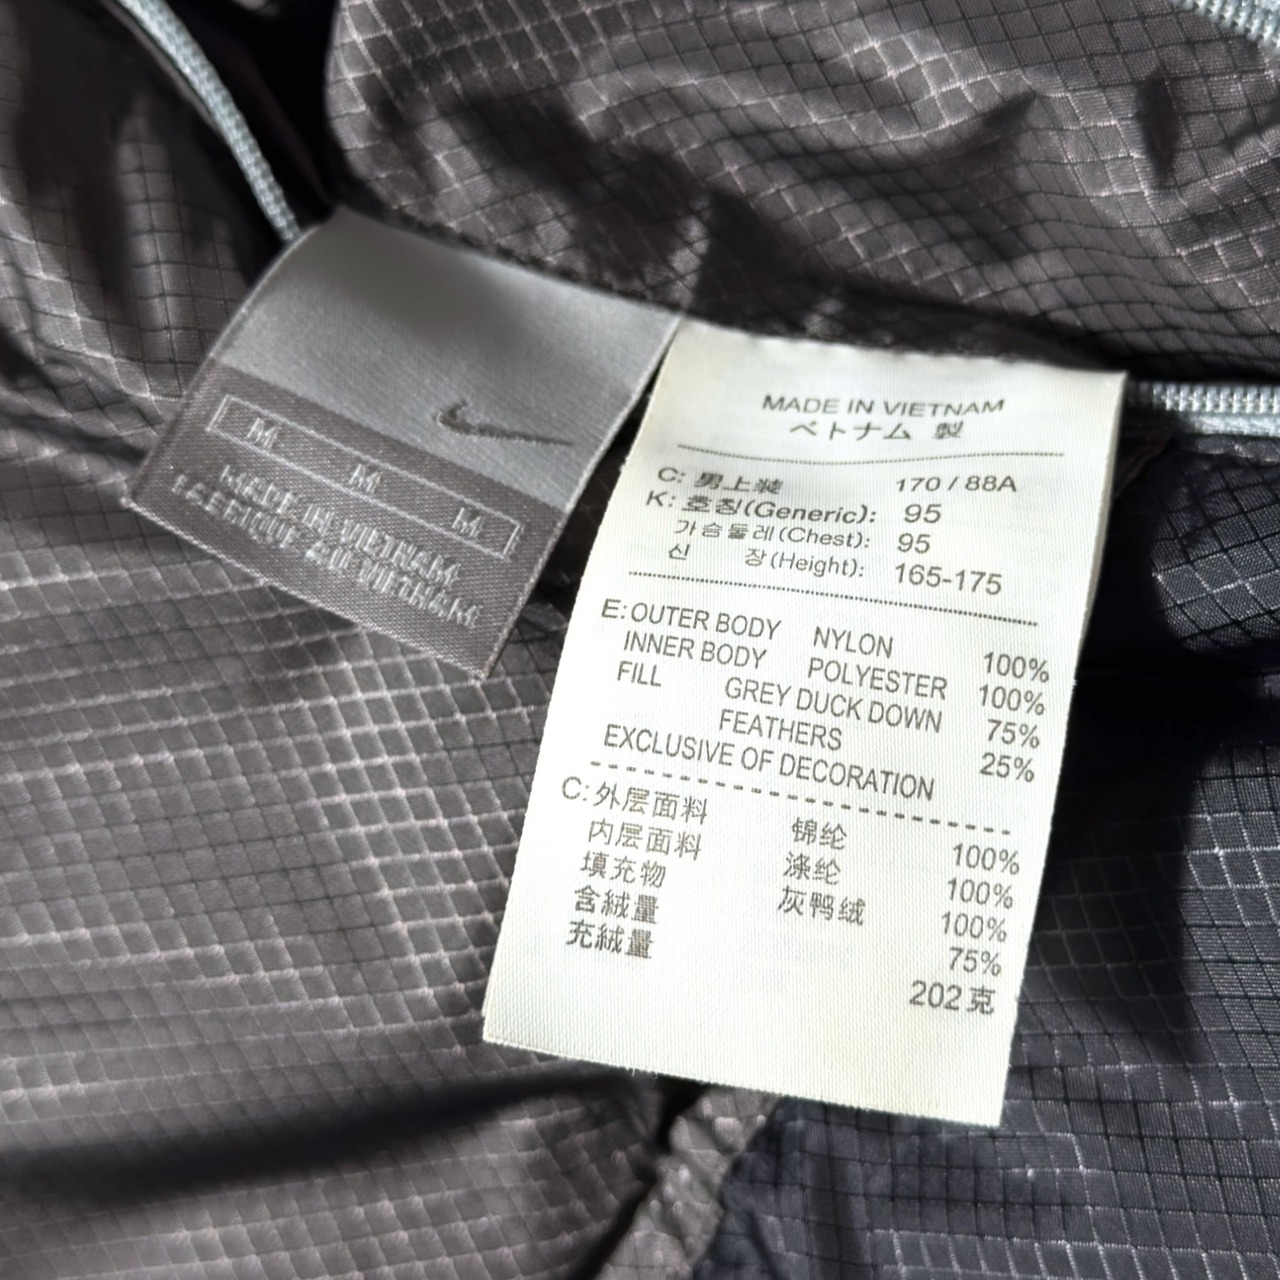 M M M
MADE IN VIETNAM
FABRIQUE AU VIETNAM
MADE IN VIETNAM
ベトナム 製
C: 男上装 170 / 88A
K: 호칭(Generic): 95
가슴둘레(Chest): 95
신 장(Height): 165-175
E: OUTER BODY NYLON 100%
INNER BODY POLYESTER 100%
FILL GREY DUCK DOWN 75%
FEATHERS 25%
EXCLUSIVE OF DECORATION
C: 外层面料 锦纶 100%
内层面料 涤纶 100%
填充物 灰鸭绒 100%
含絨量 75%
充絨量 202克